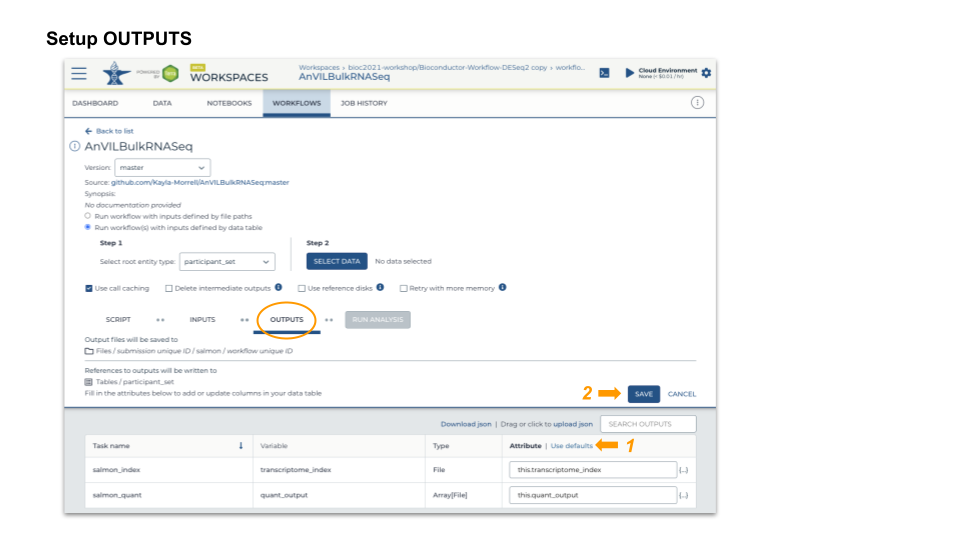 Setup OUTPUTS
POWERED BY Terra
BETA
WORKSPACES
Workspaces › bioc2021-workshop/Bioconductor-Workflow-DESeq2 copy › workflo...
AnVILBulkRNASeq
Cloud Environment
None (< $0.01 / hr)
DASHBOARD DATA NOTEBOOKS WORKFLOWS JOB HISTORY
Back to list
AnVILBulkRNASeq
Version: master
Source: github.com/Kayla-Morrell/AnVILBulkRNASeq:master
Synopsis:
No documentation provided
Run workflow with inputs defined by file paths
Run workflow(s) with inputs defined by data table
Step 1 Step 2
Select root entity type: participant_set SELECT DATA No data selected
Use call caching Delete intermediate outputs Use reference disks Retry with more memory
SCRIPT INPUTS OUTPUTS RUN ANALYSIS
Output files will be saved to
Files / submission unique ID / salmon / workflow unique ID
References to outputs will be written to
Tables / participant_set
Fill in the attributes below to add or update columns in your data table
2 SAVE CANCEL
Download json | Drag or click to upload json SEARCH OUTPUTS
Task name Variable Type Attribute | Use defaults 1
salmon_index transcriptome_index File this.transcriptome_index {...}
salmon_quant quant_output Array[File] this.quant_output {...}